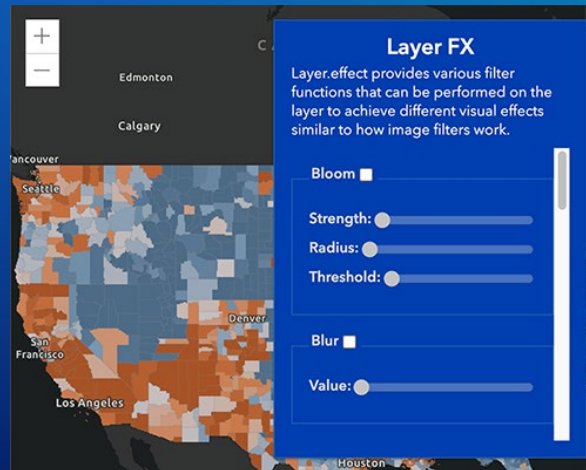 +
−
C A
Edmonton
Calgary
ancouver
Seattle
Denver
San
Francisco
Los Angeles
Houston
Layer FX
Layer.effect provides various filter
functions that can be performed on the
layer to achieve different visual effects
similar to how image filters work.
Bloom
Strength:
Radius:
Threshold:
Blur
Value: